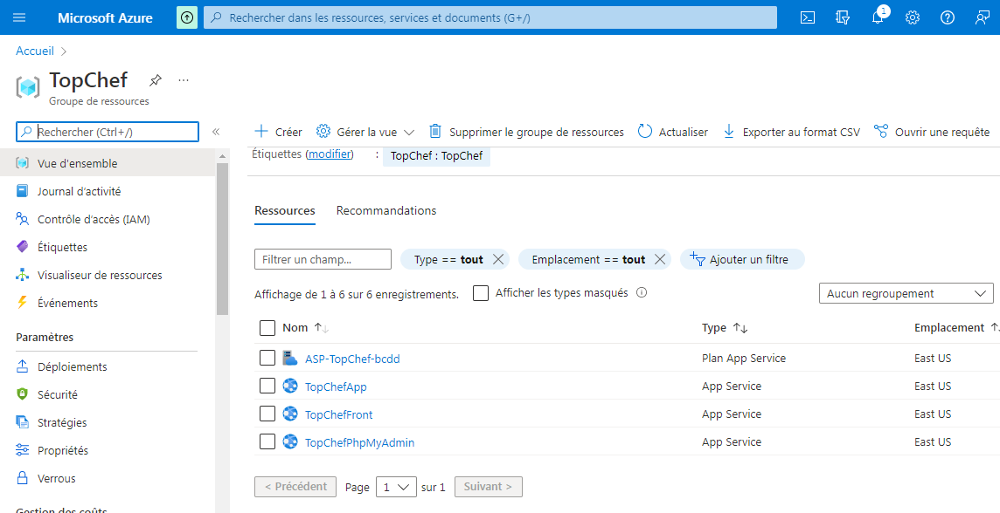 Microsoft Azure
Rechercher dans les ressources, services et documents (G+/)
1
Accueil
TopChef
Groupe de ressources
Rechercher (Ctrl+/)
Créer
Gérer la vue
Supprimer le groupe de ressources
Actualiser
Exporter au format CSV
Ouvrir une requête
Vue d'ensemble
Journal d'activité
Contrôle d'accès (IAM)
Étiquettes
Visualiseur de ressources
Événements
Paramètres
Déploiements
Sécurité
Stratégies
Propriétés
Verrous
Gestion des coûts
Étiquettes (modifier) : TopChef : TopChef
Ressources Recommandations
Filtrer un champ... Type == tout Emplacement == tout Ajouter un filtre
Affichage de 1 à 6 sur 6 enregistrements. Afficher les types masqués Aucun regroupement
Nom Type Emplacement
ASP-TopChef-bcdd Plan App Service East US
TopChefApp App Service East US
TopChefFront App Service East US
TopChefPhpMyAdmin App Service East US
< Précédent Page 1 sur 1 Suivant >